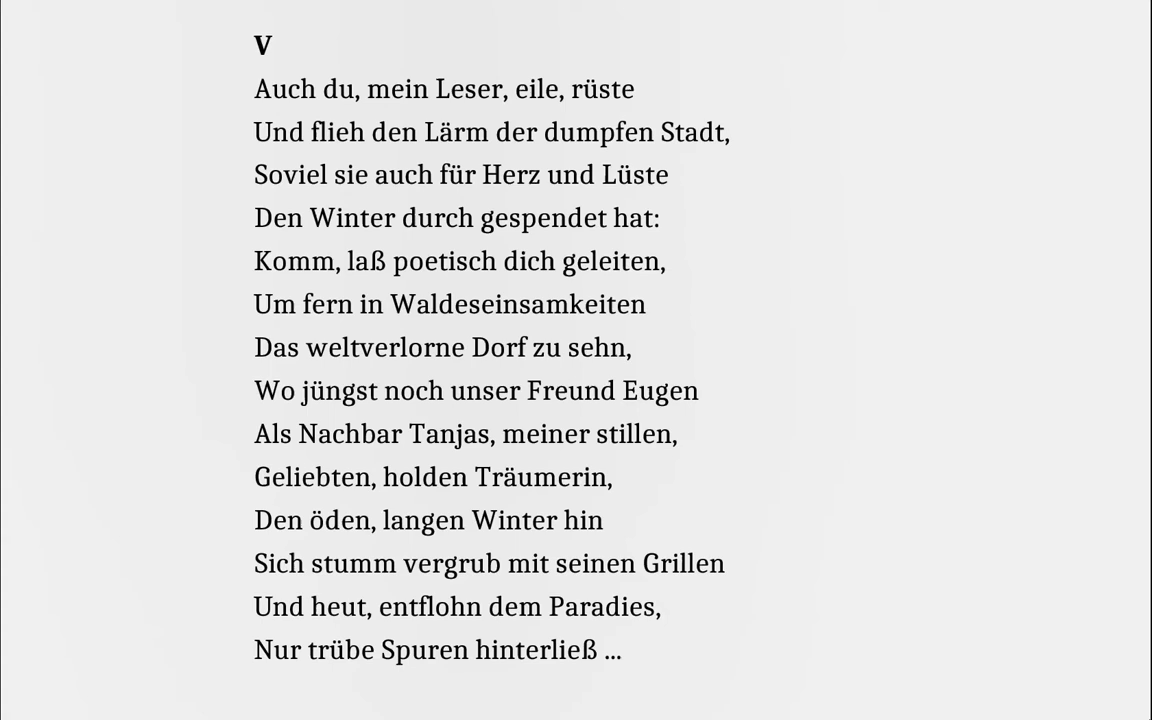 V
Auch du, mein Leser, eile, rüste
Und flieh den Lärm der dumpfen Stadt,
Soviel sie auch für Herz und Lüste
Den Winter durch gespendet hat:
Komm, laß poetisch dich geleiten,
Um fern in Waldeseinsamkeiten
Das weltverlorne Dorf zu sehn,
Wo jüngst noch unser Freund Eugen
Als Nachbar Tanjas, meiner stillen,
Geliebten, holden Träumerin,
Den öden, langen Winter hin
Sich stumm vergrub mit seinen Grillen
Und heut, entflohn dem Paradies,
Nur trübe Spuren hinterließ ...